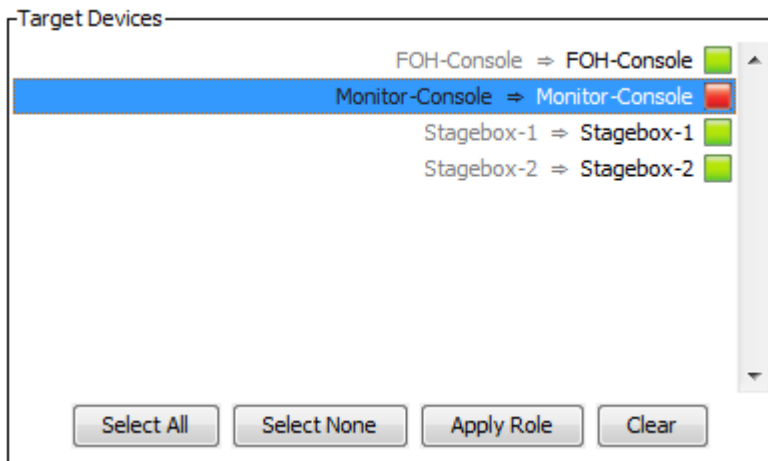 Target Devices
FOH-Console ⇒ FOH-Console
Monitor-Console ⇒ Monitor-Console
Stagebox-1 ⇒ Stagebox-1
Stagebox-2 ⇒ Stagebox-2
Select All Select None Apply Role Clear